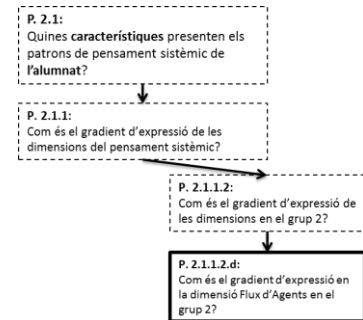 P. 2.1:
Quines característiques presenten els
patrons de pensament sistèmic de
l'alumnat?
P. 2.1.1:
Com és el gradient d'expressió de les
dimensions del pensament sistèmic?
P. 2.1.1.2:
Com és el gradient d'expressió de
les dimensions en el grup 2?
P. 2.1.1.2.d:
Com és el gradient d'expressió en
la dimensió Flux d'Agents en el
grup 2?